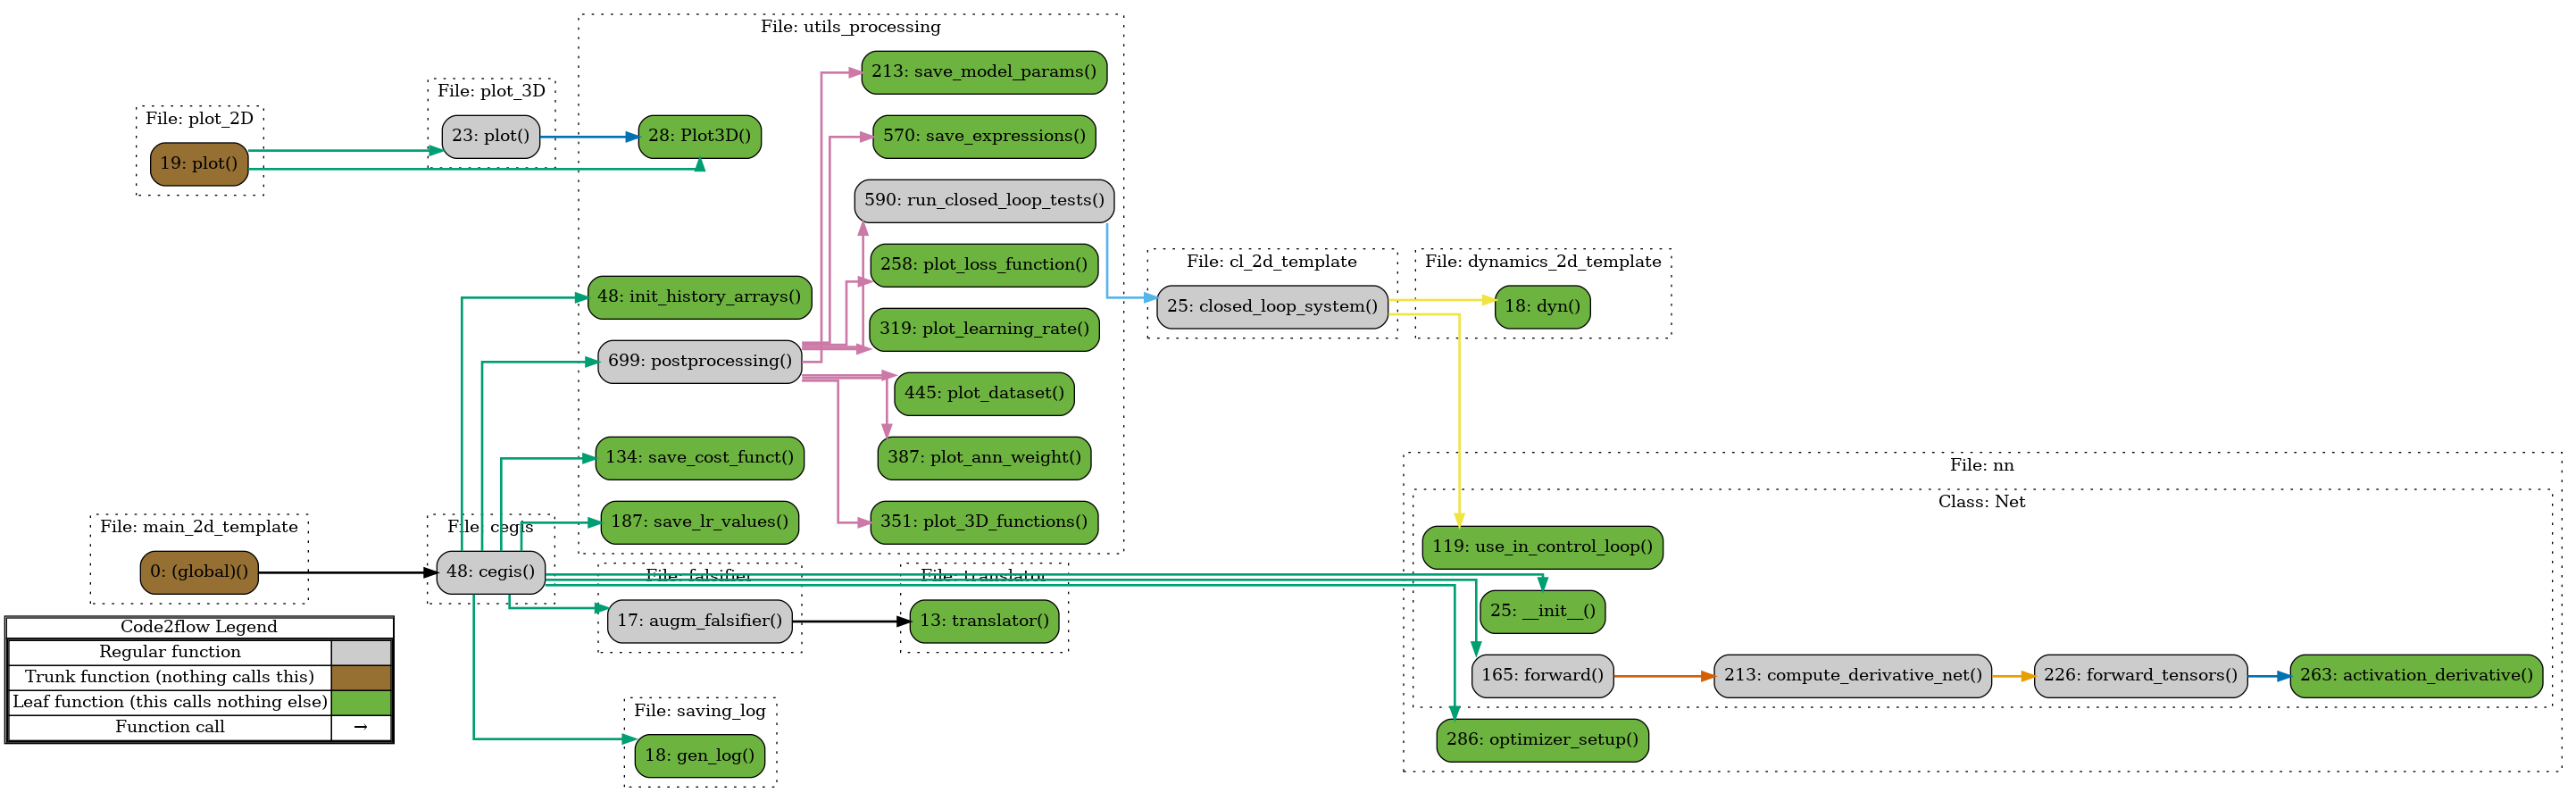 File: utils_processing
213: save_model_params()
File: plot_3D
File: plot_2D
23: plot()
28: Plot3D()
570: save_expressions()
19: plot()
590: run_closed_loop_tests()
258: plot_loss_function()
File: cl_2d_template
File: dynamics_2d_template
48: init_history_arrays()
25: closed_loop_system()
18: dyn()
319: plot_learning_rate()
699: postprocessing()
445: plot_dataset()
134: save_cost_funct()
387: plot_ann_weight()
File: nn
Class: Net
187: save_lr_values()
351: plot_3D_functions()
File: main_2d_template
File: cegis
119: use_in_control_loop()
0: (global)()
48: cegis()
File: falsifier
File: translator
25: __init__()
17: augm_falsifier()
13: translator()
Code2flow Legend
Regular function
Trunk function (nothing calls this)
Leaf function (this calls nothing else)
Function call →
165: forward()
213: compute_derivative_net()
226: forward_tensors()
263: activation_derivative()
File: saving_log
286: optimizer_setup()
18: gen_log()